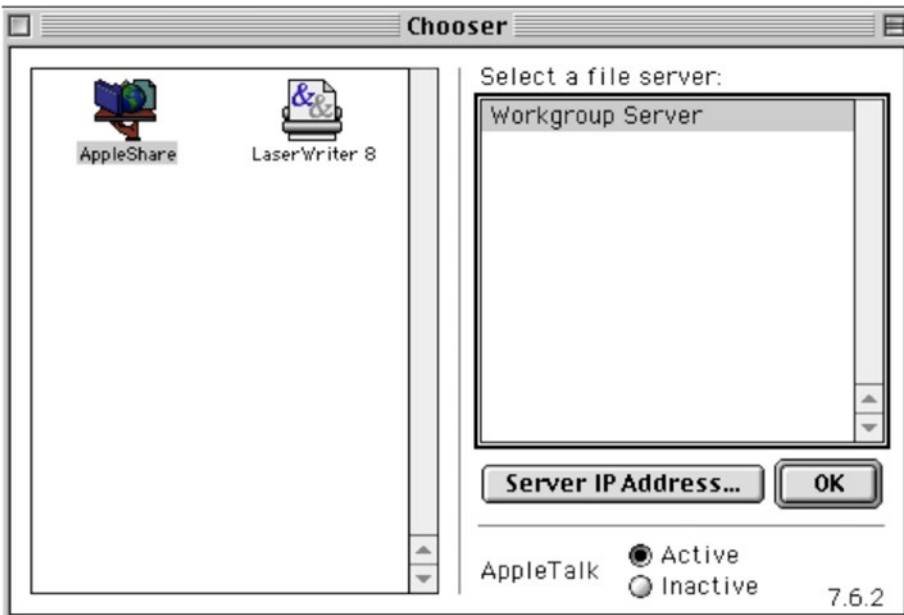 Chooser
AppleShare
LaserWriter 8
Select a file server:
Workgroup Server
Server IP Address...
OK
AppleTalk
Active
Inactive
7.6.2